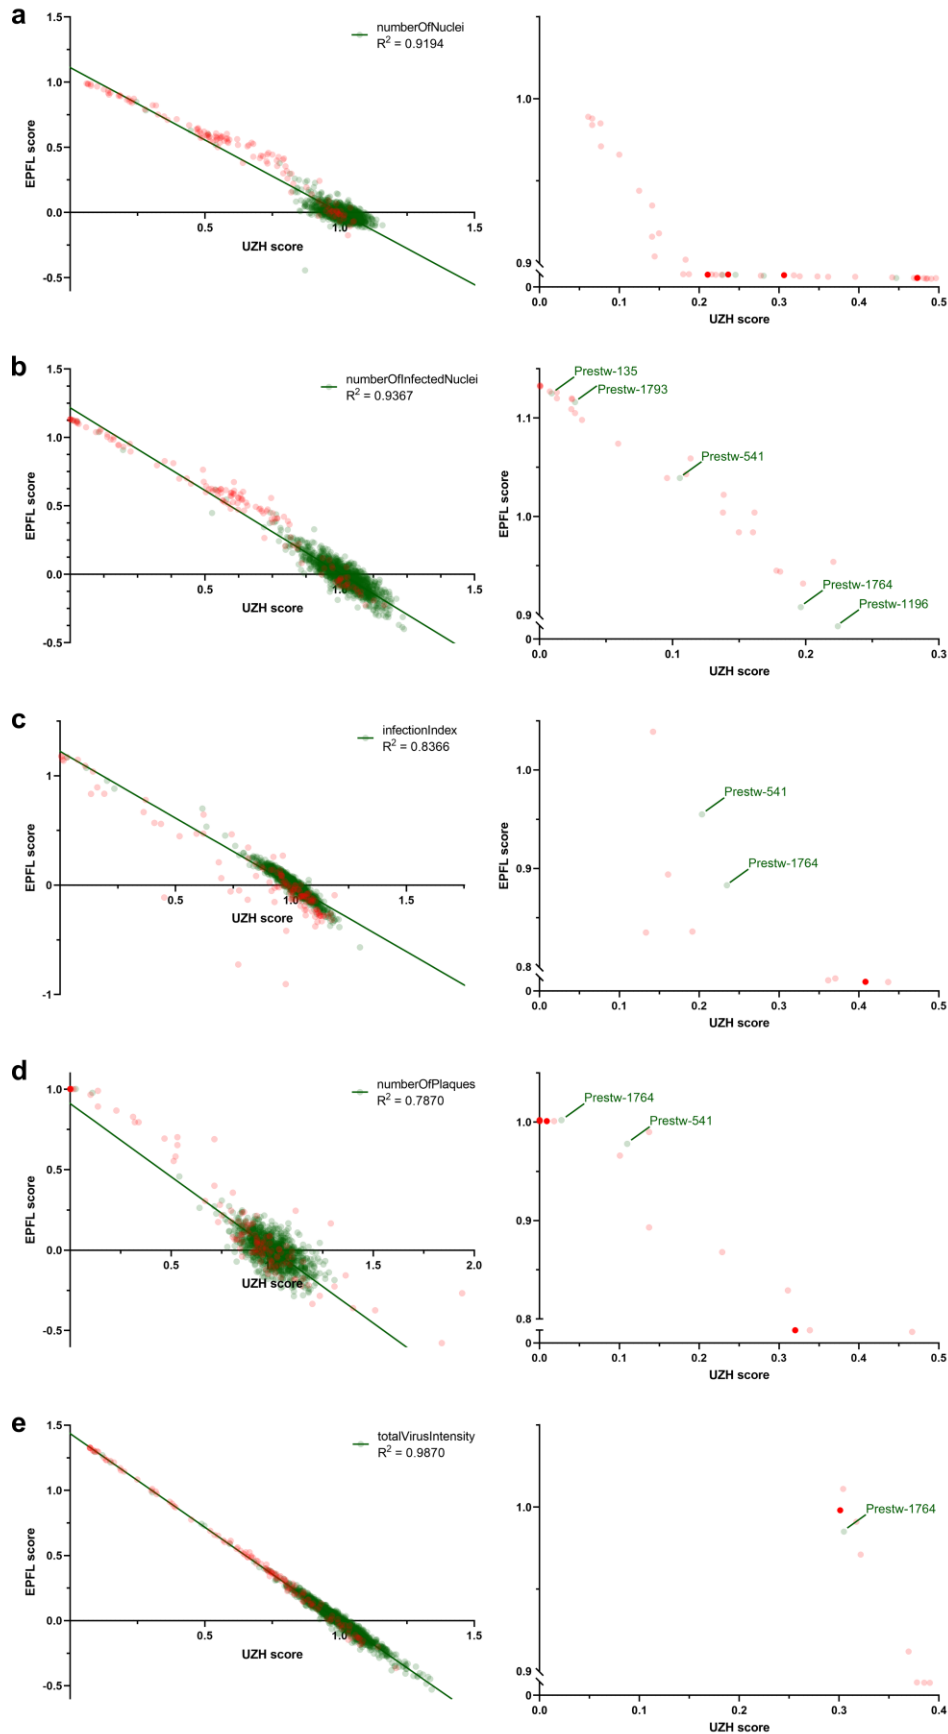 a
numberOfNuclei
R² = 0.9194
1.5
1.0
0.5
0.0
-0.5
0.5
1.0
1.5
EPFL score
UZH score
1.0
0.9
0
0.0
0.1
0.2
0.3
0.4
0.5
UZH score
b
numberOfInfectedNuclei
R² = 0.9367
1.5
1.0
0.5
0.0
-0.5
0.5
1.0
1.5
EPFL score
UZH score
Prestw-135
Prestw-1793
Prestw-541
Prestw-1764
Prestw-1196
1.1
1.0
0.9
0
0.0
0.1
0.2
0.3
EPFL score
UZH score
c
infectionIndex
R² = 0.8366
1
0
-1
0.5
1.0
1.5
EPFL score
UZH score
Prestw-541
Prestw-1764
1.0
0.9
0.8
0
0.0
0.1
0.2
0.3
0.4
0.5
EPFL score
UZH score
d
numberOfPlaques
R² = 0.7870
1.0
0.5
0.0
-0.5
0.5
1.5
2.0
EPFL score
UZH score
Prestw-1764
Prestw-541
1.0
0.9
0.8
0
0.0
0.1
0.2
0.3
0.4
0.5
EPFL score
UZH score
e
totalVirusIntensity
R² = 0.9870
1.5
1.0
0.5
0.0
-0.5
0.5
1.0
1.5
EPFL score
UZH score
Prestw-1764
1.0
0.9
0
0.0
0.1
0.2
0.3
0.4
EPFL score
UZH score